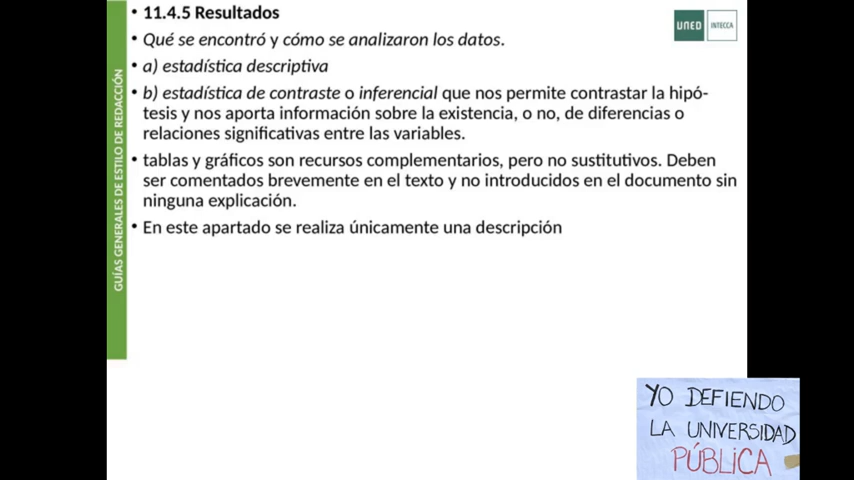 • 11.4.5 Resultados
• Qué se encontró y cómo se analizaron los datos.
• a) estadística descriptiva
• b) estadística de contraste o inferencial que nos permite contrastar la hipó-
tesis y nos aporta información sobre la existencia, o no, de diferencias o
relaciones significativas entre las variables.
• tablas y gráficos son recursos complementarios, pero no sustitutivos. Deben
ser comentados brevemente en el texto y no introducidos en el documento sin
ninguna explicación.
• En este apartado se realiza únicamente una descripción
GUÍAS GENERALES DE ESTILO DE REDACCIÓN
UNED INTECCA
YO DEFIENDO
LA UNIVERSIDAD
PÚBLICA